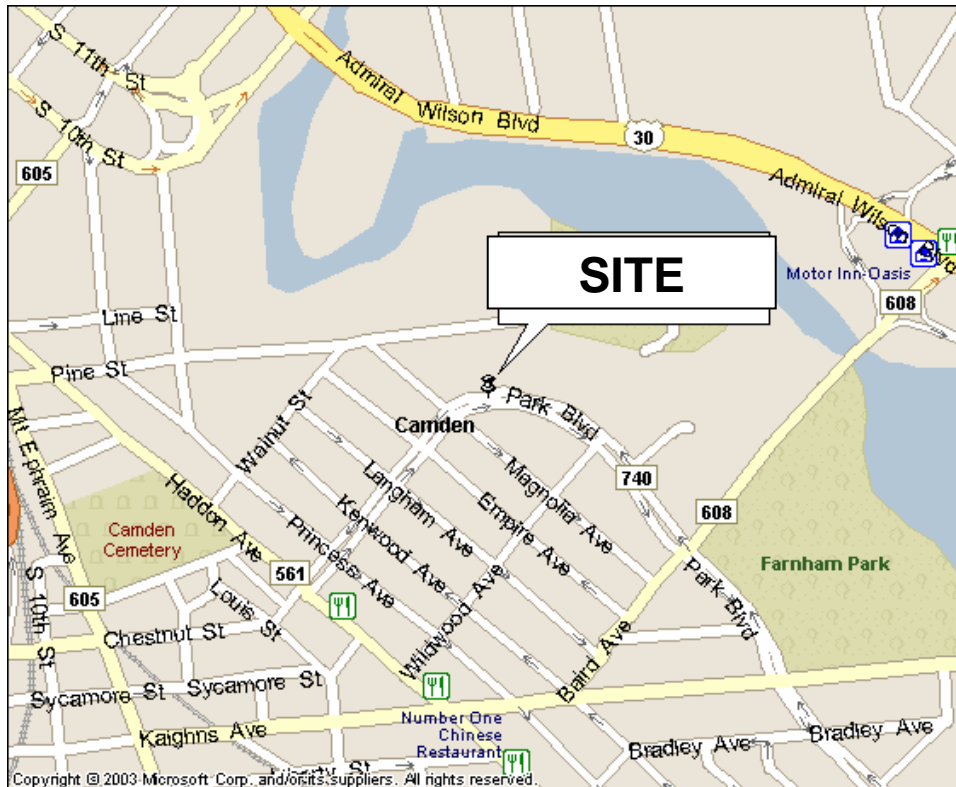 S 11th St
Admiral Wilson Blvd
30
S 10th St
605
Admiral Wilson Blvd
SITE
Motor Inn-Oasis
608
Line St
Pine St
Park Blvd
Walnut St
Camden
Mt Ephraim Ave
Haddon Ave
Langham Ave
Magnolia Ave
740
Kenwood Ave
Empire Ave
608
Camden
Cemetery
Princess Ave
Farnham Park
561
Park Blvd
S 10th St
605
Louis St
Wildwood Ave
Chestnut St
Baird Ave
Sycamore St
Sycamore St
Kaighns Ave
Number One
Chinese
Restaurant
Bradley Ave
Bradley Ave
Liberty St
Copyright © 2003 Microsoft Corp. and/or its suppliers. All rights reserved.